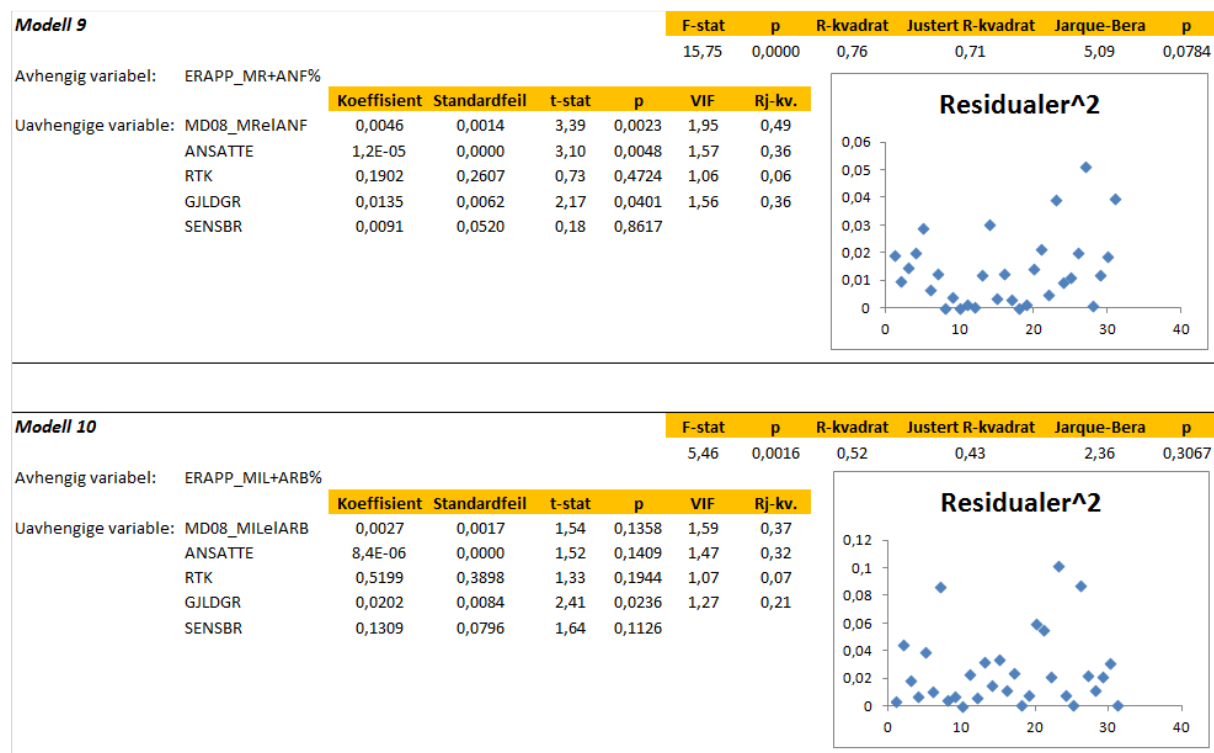 Modell 9 F-stat p R-kvadrat Justert R-kvadrat Jarque-Bera p
15,75 0,0000 0,76 0,71 5,09 0,0784
Avhengig variabel: ERAPP_MR+ANF%
Koeffisient Standardfeil t-stat p VIF Rj-kv.
Uavhengige variable: MD08_MRelANF 0,0046 0,0014 3,39 0,0023 1,95 0,49
ANSATTE 1,2E-05 0,0000 3,10 0,0048 1,57 0,36
RTK 0,1902 0,2607 0,73 0,4724 1,06 0,06
GJLDGR 0,0135 0,0062 2,17 0,0401 1,56 0,36
SENSBR 0,0091 0,0520 0,18 0,8617
Residualer^2
0,06
0,05
0,04
0,03
0,02
0,01
0
0 10 20 30 40
Modell 10 F-stat p R-kvadrat Justert R-kvadrat Jarque-Bera p
5,46 0,0016 0,52 0,43 2,36 0,3067
Avhengig variabel: ERAPP_MIL+ARB%
Koeffisient Standardfeil t-stat p VIF Rj-kv.
Uavhengige variable: MD08_MILelARB 0,0027 0,0017 1,54 0,1358 1,59 0,37
ANSATTE 8,4E-06 0,0000 1,52 0,1409 1,47 0,32
RTK 0,5199 0,3898 1,33 0,1944 1,07 0,07
GJLDGR 0,0202 0,0084 2,41 0,0236 1,27 0,21
SENSBR 0,1309 0,0796 1,64 0,1126
Residualer^2
0,12
0,1
0,08
0,06
0,04
0,02
0
0 10 20 30 40